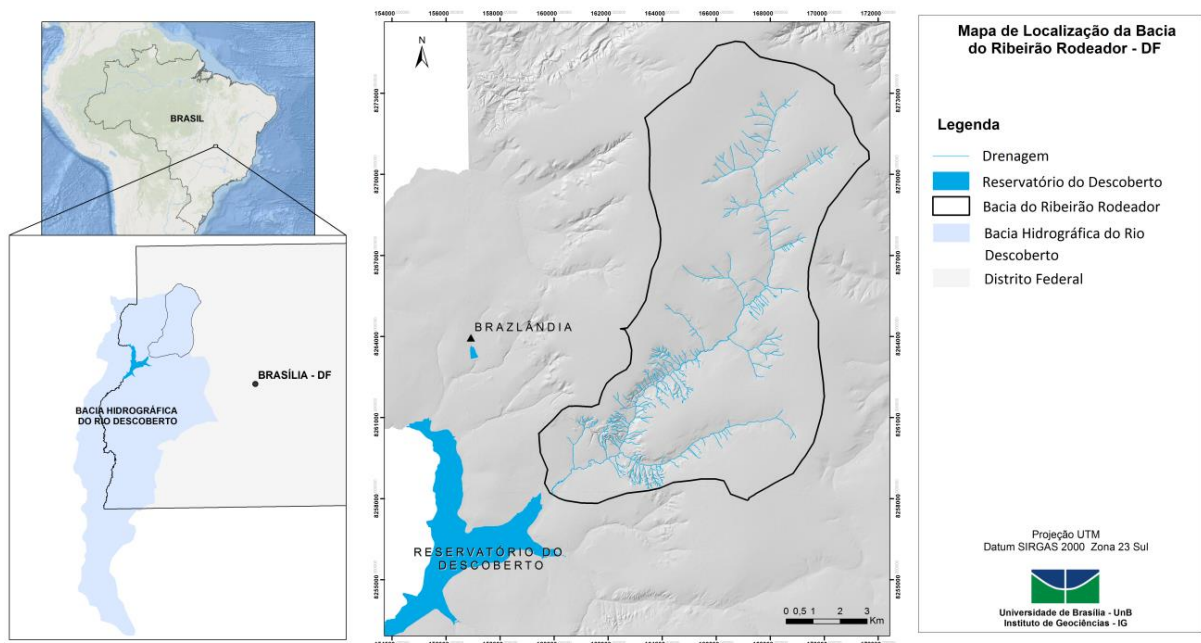 BRASIL
BRASÍLIA - DF
BACIA HIDROGRÁFICA
DO RIO DESCOBERTO
154000 156000 160000 162000 164000 166000 168000 170000 172000
N
8273000
8270000
8267000
8264000
8261000
8258000
8255000
BRAZLÂNDIA
RESERVATÓRIO DO
DESCOBERTO
0 0,5 1 2 3
Km
Mapa de Localização da Bacia
do Ribeirão Rodeador - DF
Legenda
Drenagem
Reservatório do Descoberto
Bacia do Ribeirão Rodeador
Bacia Hidrográfica do Rio
Descoberto
Distrito Federal
Projeção UTM
Datum SIRGAS 2000 Zona 23 Sul
Universidade de Brasília - UnB
Instituto de Geociências - IG